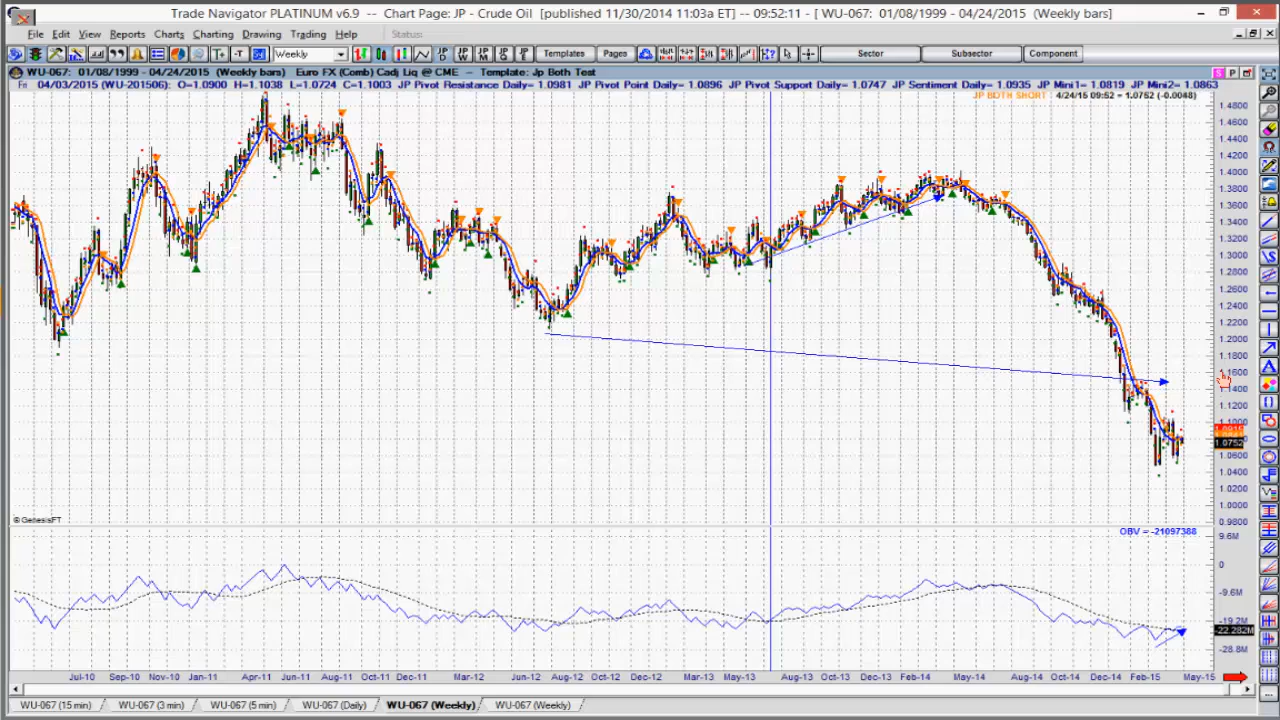 Trade Navigator PLATINUM v6.9 -- Chart Page: JP - Crude Oil [published 11/30/2014 11:03a ET] -- 09:52:11 - [ WU-067: 01/08/1999 - 04/24/2015 (Weekly bars) ]
File Edit View Reports Charts Charting Drawing Trading Help Status:
Weekly Templates Pages Sector Subsector Component
WU-067: 01/08/1999 - 04/24/2015 (Weekly bars) Euro FX (Comb) Cadj Liq @ CME -- Template: Jp Both Test
Fri 04/03/2015 (WU-201506): O=1.0900 H=1.1038 L=1.0724 C=1.1003 JP Pivot Resistance Daily= 1.0981 JP Pivot Point Daily= 1.0896 JP Pivot Support Daily= 1.0747 JP Sentiment Daily= 1.0935 JP Mini1= 1.0819 JP Mini2= 1.0863
JP BOTH SHORT 4/24/15 09:52 = 1.0752 (-0.0048)
1.4800
1.4600
1.4400
1.4200
1.4000
1.3800
1.3600
1.3400
1.3200
1.3000
1.2800
1.2600
1.2400
1.2200
1.2000
1.1800
1.1600
1.1400
1.1200
1.1000
1.0752
1.0600
1.0400
1.0200
1.0000
0.9800
© GenesisFT
OBV = -21097388
9.6M
0
-9.6M
-19.2M
-22.282M
-28.8M
Jul-10 Sep-10 Nov-10 Jan-11 Apr-11 Jun-11 Aug-11 Oct-11 Dec-11 Mar-12 Jun-12 Aug-12 Oct-12 Dec-12 Mar-13 May-13 Aug-13 Oct-13 Dec-13 Feb-14 May-14 Aug-14 Oct-14 Dec-14 Feb-15 May-15
WU-067 (15 min) WU-067 (3 min) WU-067 (5 min) WU-067 (Daily) WU-067 (Weekly) WU-067 (Weekly)